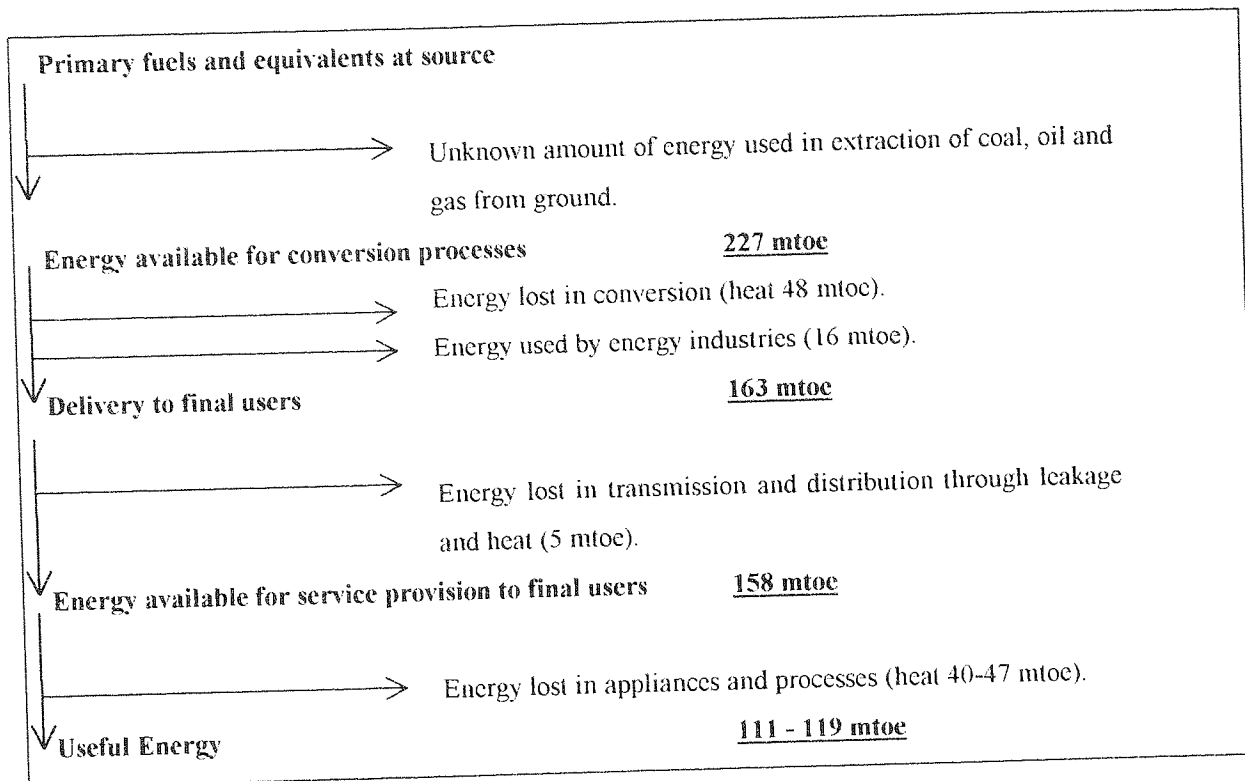 Primary fuels and equivalents at source
Unknown amount of energy used in extraction of coal, oil and
gas from ground.
Energy available for conversion processes 227 mtoe
Energy lost in conversion (heat 48 mtoe).
Energy used by energy industries (16 mtoe).
Delivery to final users 163 mtoe
Energy lost in transmission and distribution through leakage
and heat (5 mtoe).
Energy available for service provision to final users 158 mtoe
Energy lost in appliances and processes (heat 40-47 mtoe).
Useful Energy 111 - 119 mtoe